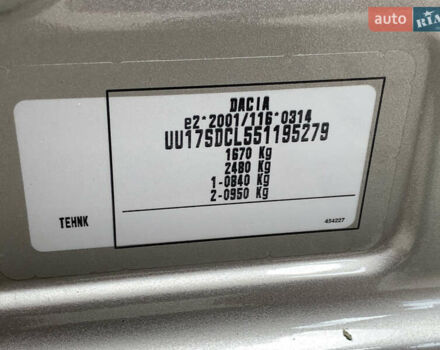 auto RIA
DACIA
e2*2001/116*0314
UU17SDCL551195279
1670 Kg
2480 Kg
1-0840 Kg
2-0950 Kg
TEHNK
454227